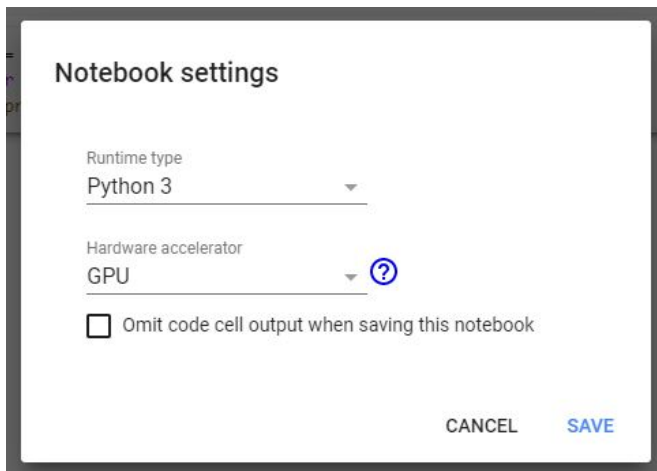 Notebook settings
Runtime type
Python 3
Hardware accelerator
GPU
Omit code cell output when saving this notebook
CANCEL SAVE